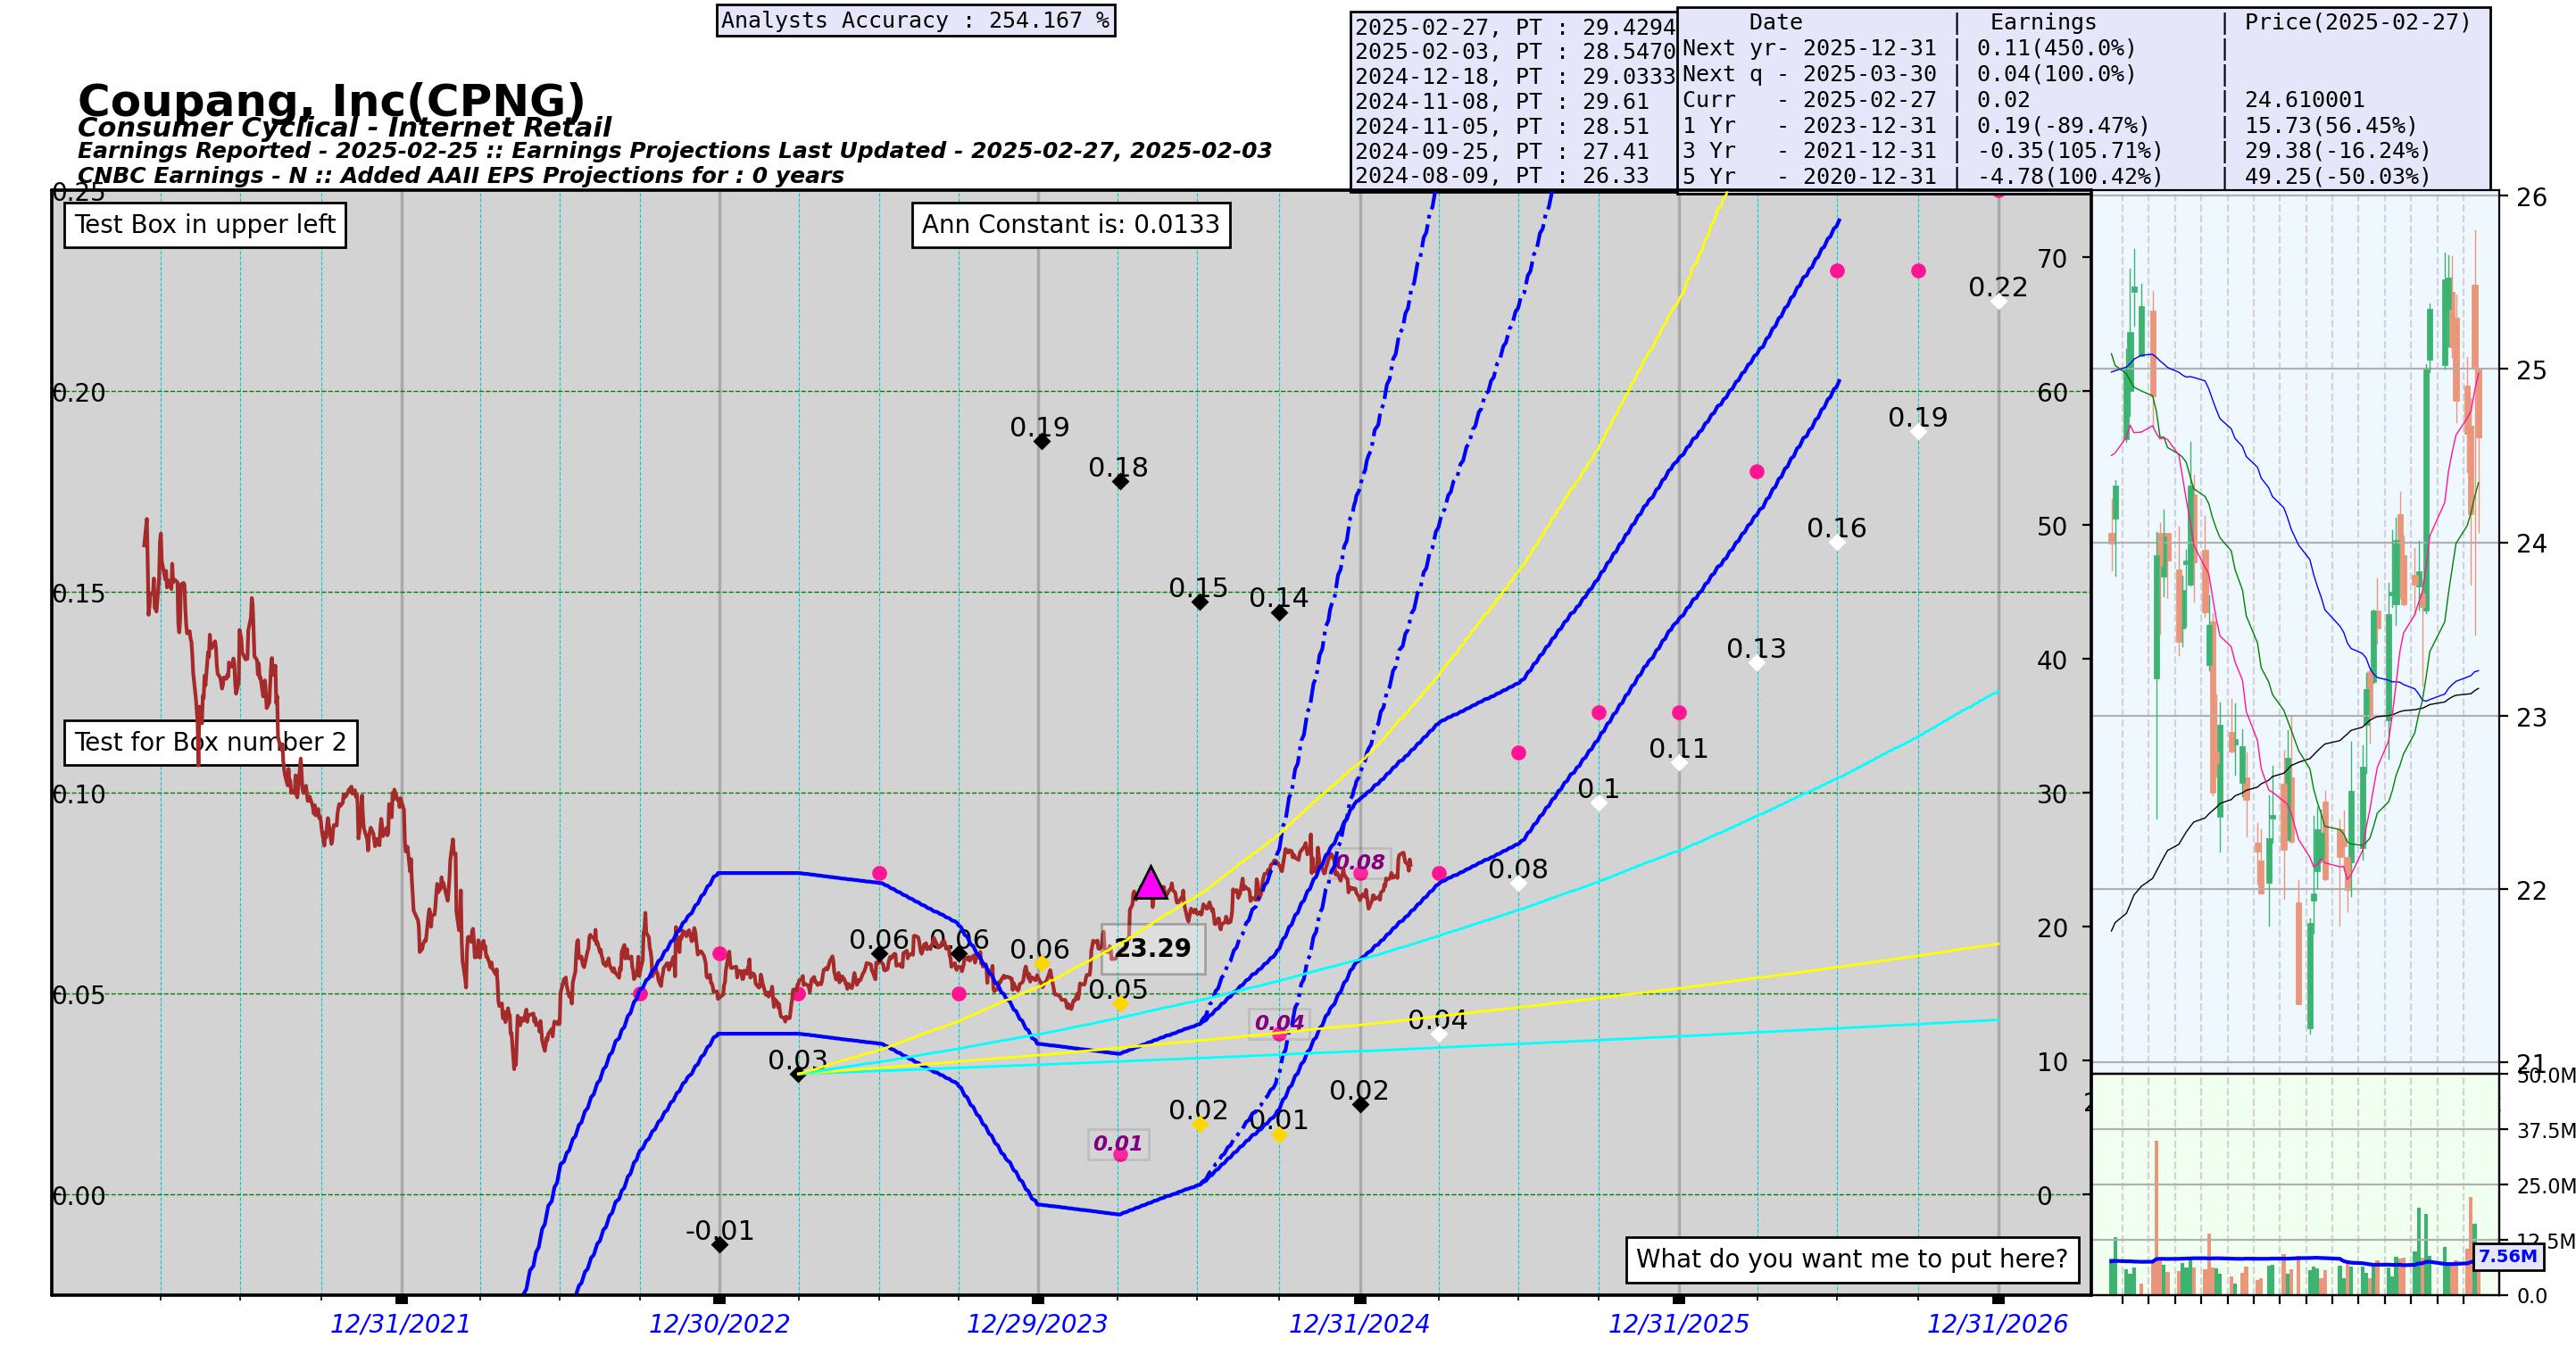 Analysts Accuracy : 254.167 %
2025-02-27, PT : 29.4294
2025-02-03, PT : 28.5470
2024-12-18, PT : 29.0333
2024-11-08, PT : 29.61
2024-11-05, PT : 28.51
2024-09-25, PT : 27.41
2024-08-09, PT : 26.33
Date | Earnings | Price(2025-02-27)
Next yr- 2025-12-31 | 0.11(450.0%) |
Next q - 2025-03-30 | 0.04(100.0%) |
Curr - 2025-02-27 | 0.02 | 24.610001
1 Yr - 2023-12-31 | 0.19(-89.47%) | 15.73(56.45%)
3 Yr - 2021-12-31 | -0.35(105.71%) | 29.38(-16.24%)
5 Yr - 2020-12-31 | -4.78(100.42%) | 49.25(-50.03%)
Coupang, Inc(CPNG)
Consumer Cyclical - Internet Retail
Earnings Reported - 2025-02-25 :: Earnings Projections Last Updated - 2025-02-27, 2025-02-03
CNBC Earnings - N :: Added AAII EPS Projections for : 0 years
0.25
0.20
0.15
0.10
0.05
0.00
Test Box in upper left
Ann Constant is: 0.0133
Test for Box number 2
What do you want me to put here?
-0.01
0.03
0.06
0.06
0.19
0.06
0.18
0.05
0.01
23.29
0.15
0.02
0.14
0.04
0.01
0.08
0.02
0.04
0.08
0.1
0.11
0.13
0.16
0.19
0.22
70
60
50
40
30
20
10
0
26
25
24
23
22
21
50.0M
37.5M
25.0M
12.5M
0.0
7.56M
12/31/2021
12/30/2022
12/29/2023
12/31/2024
12/31/2025
12/31/2026